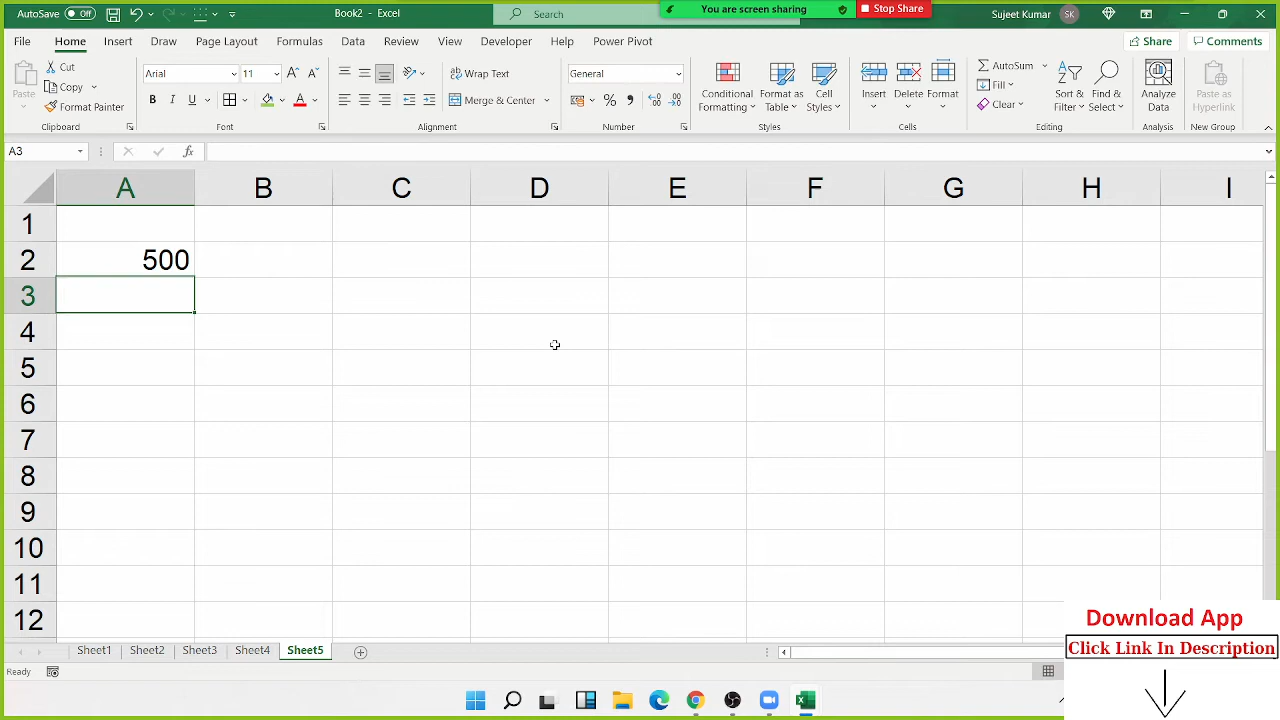 AutoSave Off Book2 - Excel Search You are screen sharing Stop Share Sujeet Kumar SK
File Home Insert Draw Page Layout Formulas Data Review View Developer Help Power Pivot Share Comments
Cut Arial 11 Wrap Text General AutoSum
Paste Copy Conditional Format as Cell Insert Delete Format Fill Sort & Find & Analyze Paste as
Format Painter B I U A Merge & Center % Formatting Table Styles Clear Filter Select Data Hyperlink
Clipboard Font Alignment Number Styles Cells Editing Analysis New Group
A3 fx
A B C D E F G H I
1
2 500
3
4
5
6
7
8
9
10
11
12
Download App
Click Link In Description
Sheet1 Sheet2 Sheet3 Sheet4 Sheet5
Ready